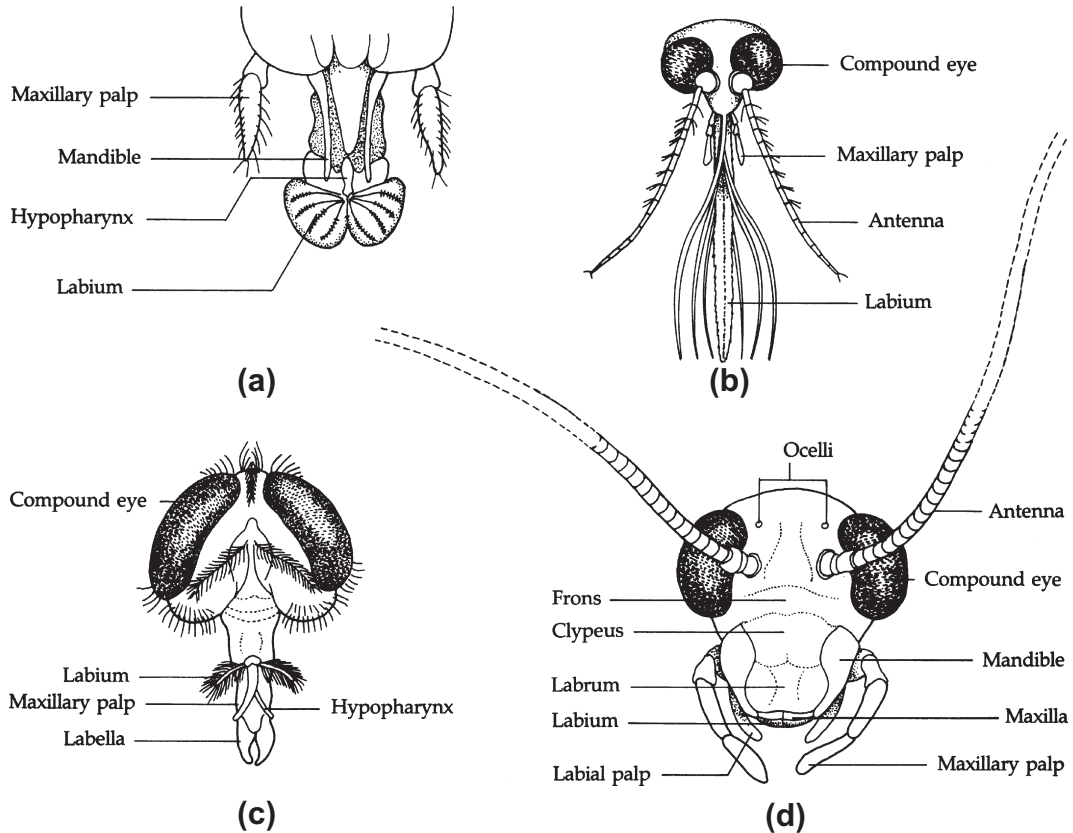 Maxillary palp
Mandible
Hypopharynx
Labium
(a)
Compound eye
Maxillary palp
Antenna
Labium
(b)
Compound eye
Labium
Maxillary palp
Hypopharynx
Labella
(c)
Ocelli
Antenna
Compound eye
Frons
Clypeus
Mandible
Labrum
Labium
Maxilla
Labial palp
Maxillary palp
(d)